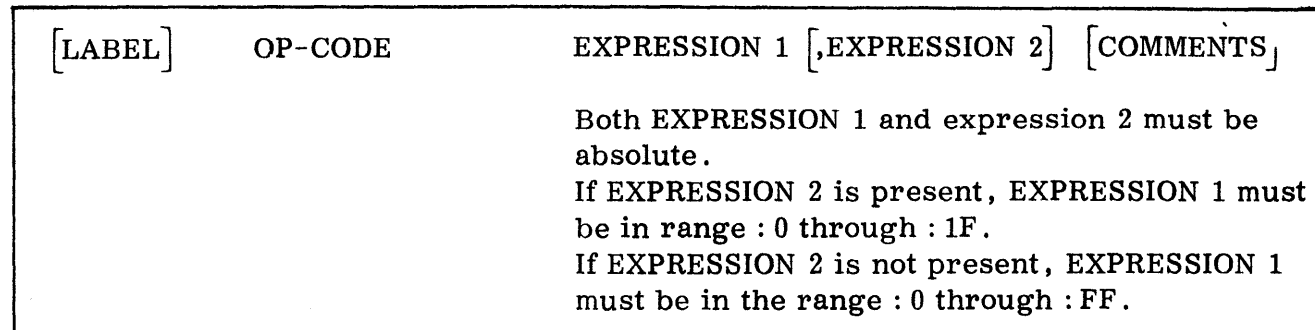 [LABEL] OP-CODE EXPRESSION 1 [,EXPRESSION 2] [COMMENTS]
Both EXPRESSION 1 and expression 2 must be
absolute.
If EXPRESSION 2 is present, EXPRESSION 1 must
be in range : 0 through : 1F.
If EXPRESSION 2 is not present, EXPRESSION 1
must be in the range : 0 through : FF.